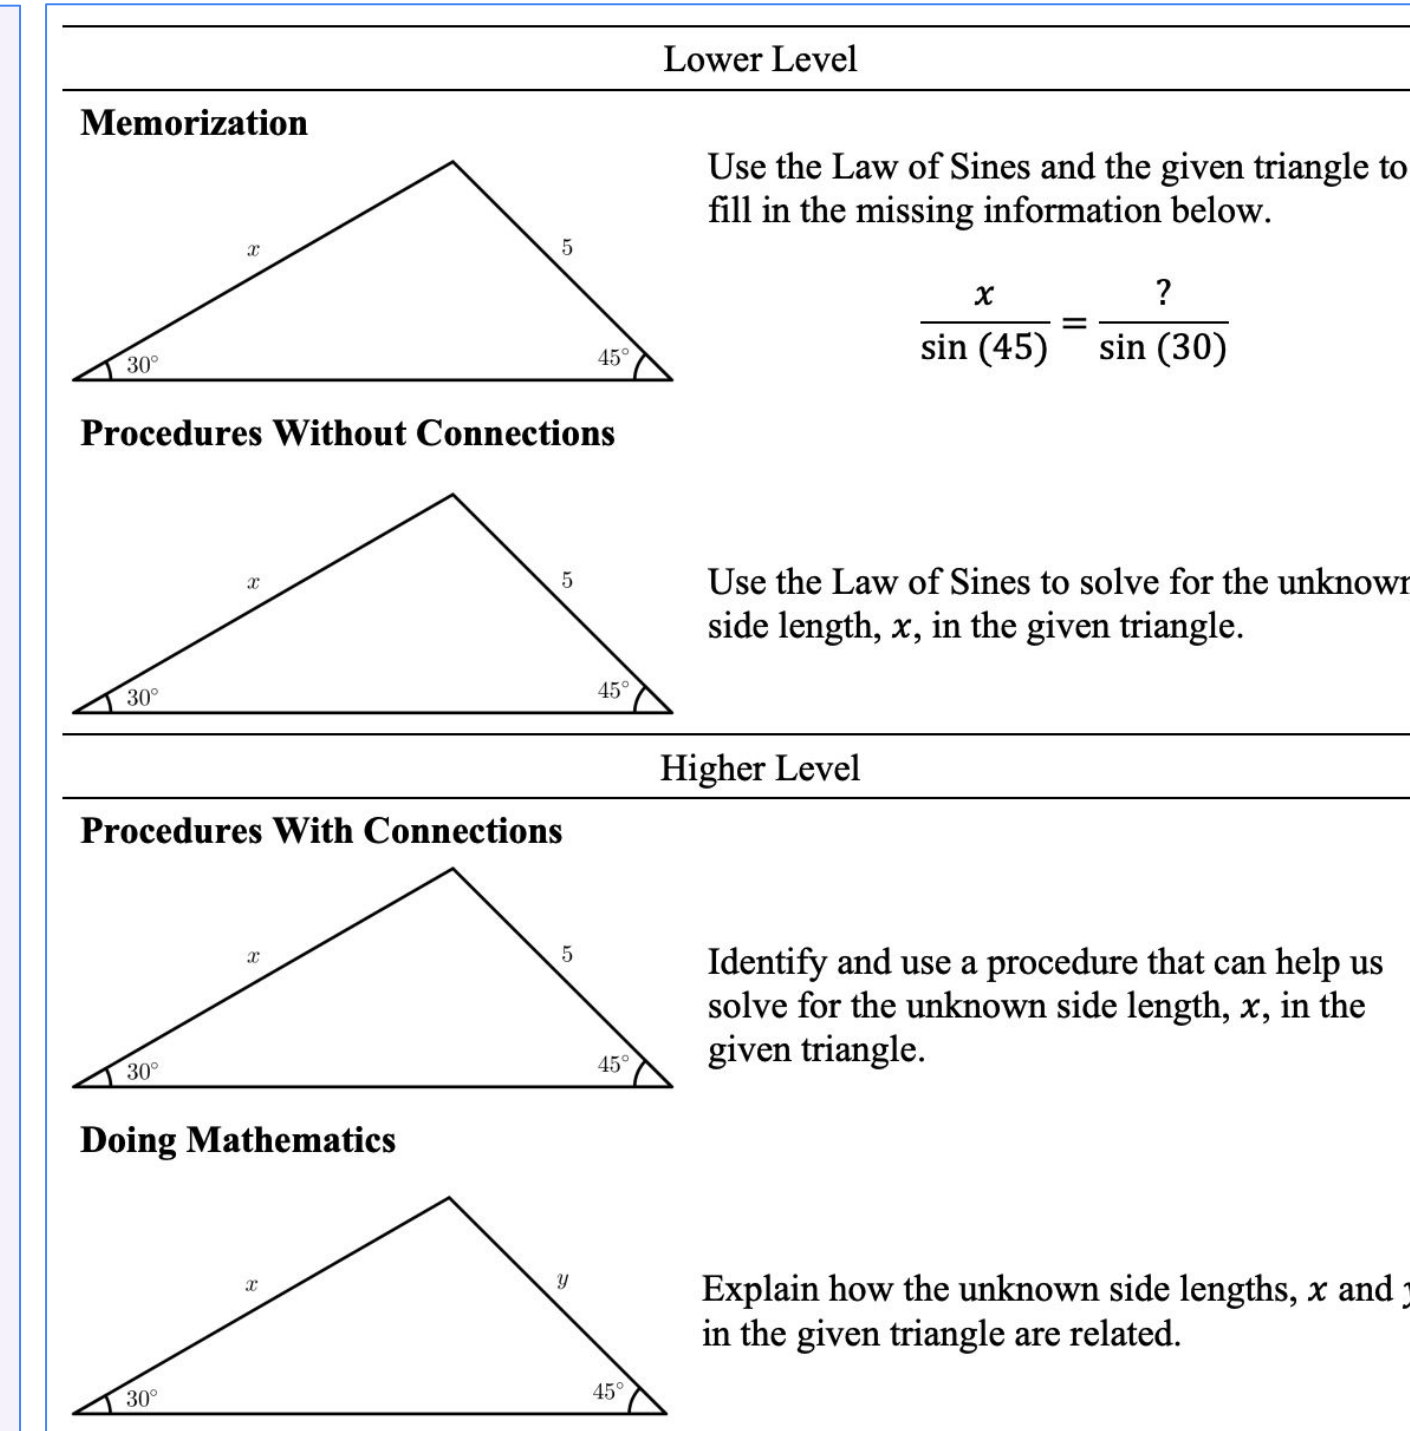 Lower Level
Memorization
Use the Law of Sines and the given triangle to
fill in the missing information below.
x
5
30°
45°
x / sin (45) = ? / sin (30)
Procedures Without Connections
x
5
30°
45°
Use the Law of Sines to solve for the unknown
side length, x, in the given triangle.
Higher Level
Procedures With Connections
x
5
30°
45°
Identify and use a procedure that can help us
solve for the unknown side length, x, in the
given triangle.
Doing Mathematics
x
y
30°
45°
Explain how the unknown side lengths, x and
in the given triangle are related.